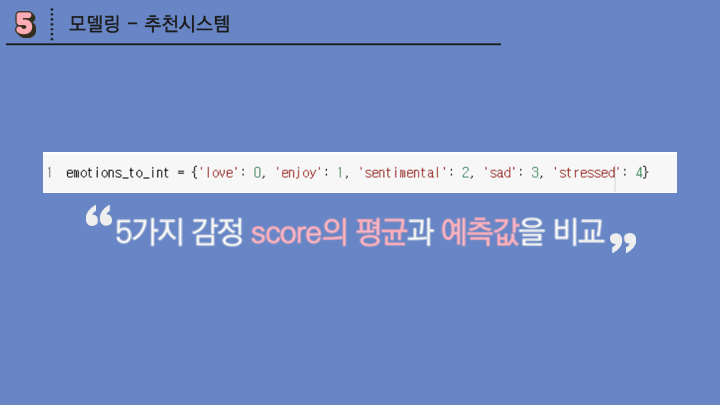 5 모델링 - 추천시스템
1 emotions_to_int = {'love': 0, 'enjoy': 1, 'sentimental': 2, 'sad': 3, 'stressed': 4}
“5가지 감정 score의 평균과 예측값을 비교”